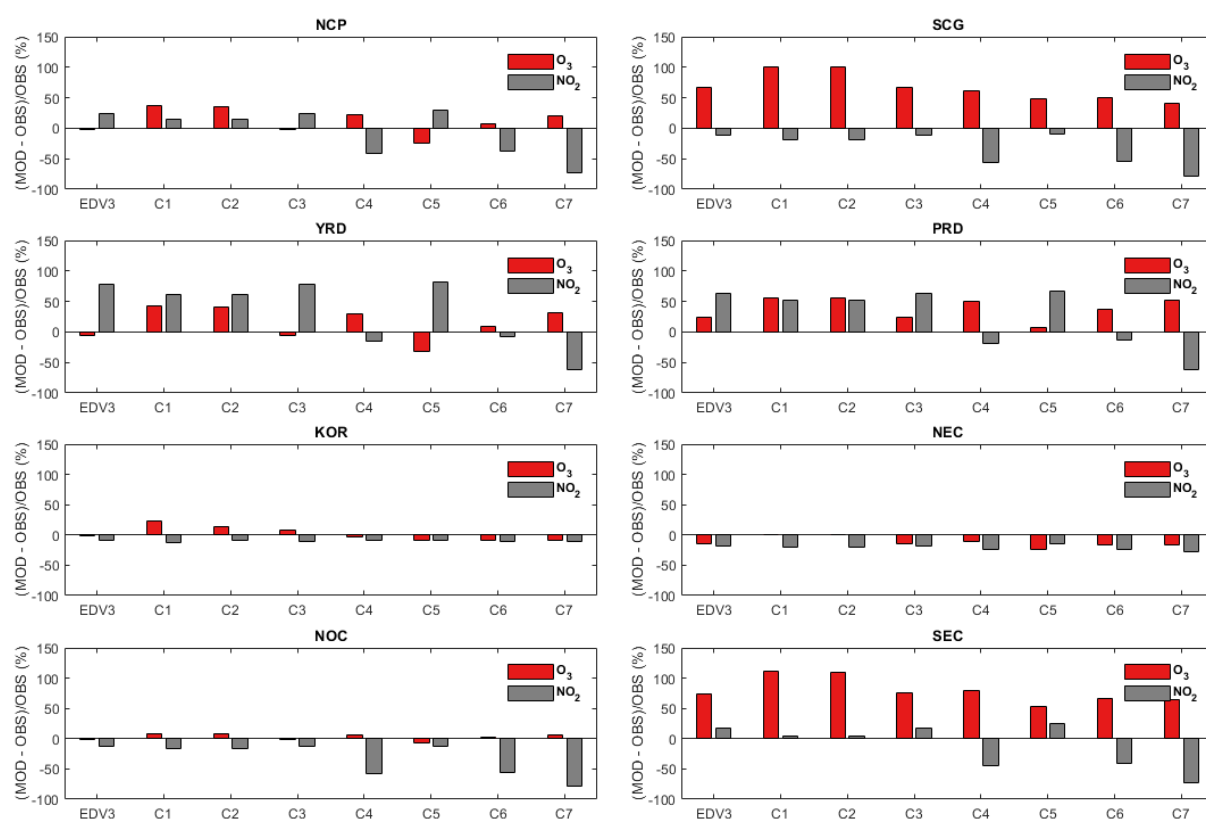 NCP
(MOD - OBS)/OBS (%)
150
100
50
0
-50
-100
O3
NO2
EDV3 C1 C2 C3 C4 C5 C6 C7
SCG
(MOD - OBS)/OBS (%)
150
100
50
0
-50
-100
O3
NO2
EDV3 C1 C2 C3 C4 C5 C6 C7
YRD
(MOD - OBS)/OBS (%)
150
100
50
0
-50
-100
O3
NO2
EDV3 C1 C2 C3 C4 C5 C6 C7
PRD
(MOD - OBS)/OBS (%)
150
100
50
0
-50
-100
O3
NO2
EDV3 C1 C2 C3 C4 C5 C6 C7
KOR
(MOD - OBS)/OBS (%)
150
100
50
0
-50
-100
O3
NO2
EDV3 C1 C2 C3 C4 C5 C6 C7
NEC
(MOD - OBS)/OBS (%)
150
100
50
0
-50
-100
O3
NO2
EDV3 C1 C2 C3 C4 C5 C6 C7
NOC
(MOD - OBS)/OBS (%)
150
100
50
0
-50
-100
O3
NO2
EDV3 C1 C2 C3 C4 C5 C6 C7
SEC
(MOD - OBS)/OBS (%)
150
100
50
0
-50
-100
O3
NO2
EDV3 C1 C2 C3 C4 C5 C6 C7